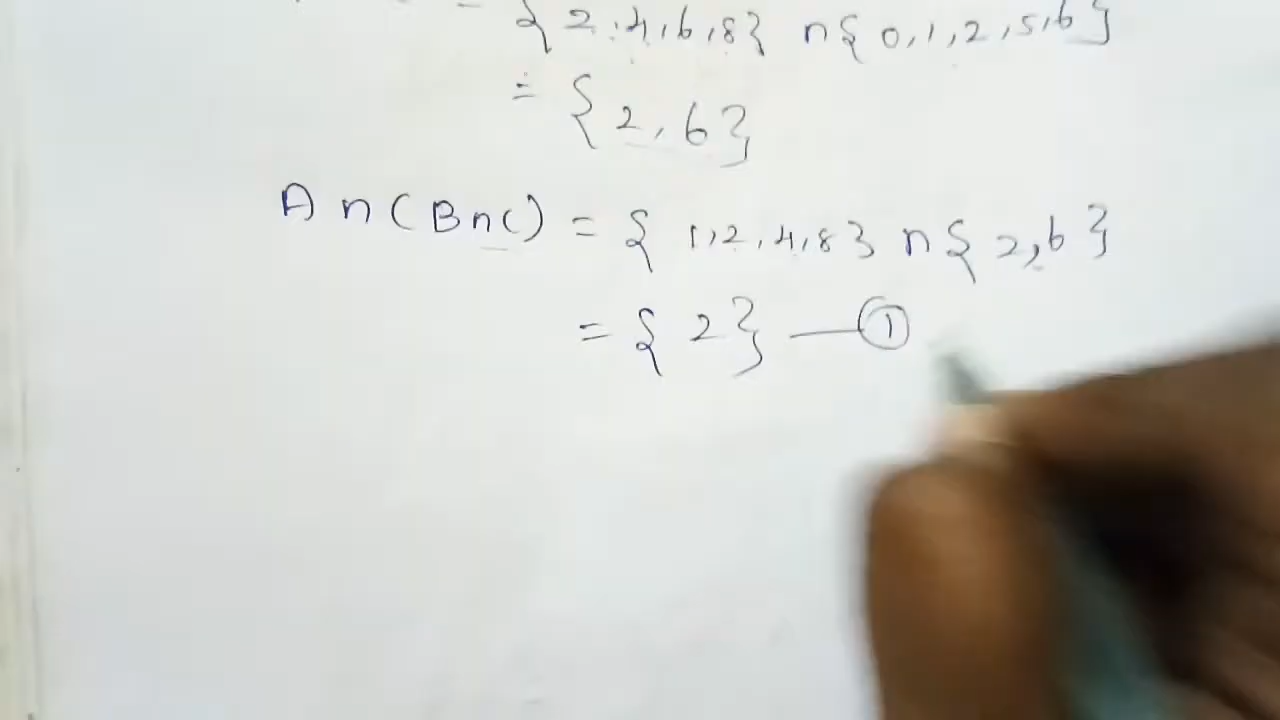 = {2,4,6,8} ∩ {0,1,2,5,6}
= {2,6}
A ∩ (B ∩ C) = {1,2,4,8} ∩ {2,6}
= {2} — ①